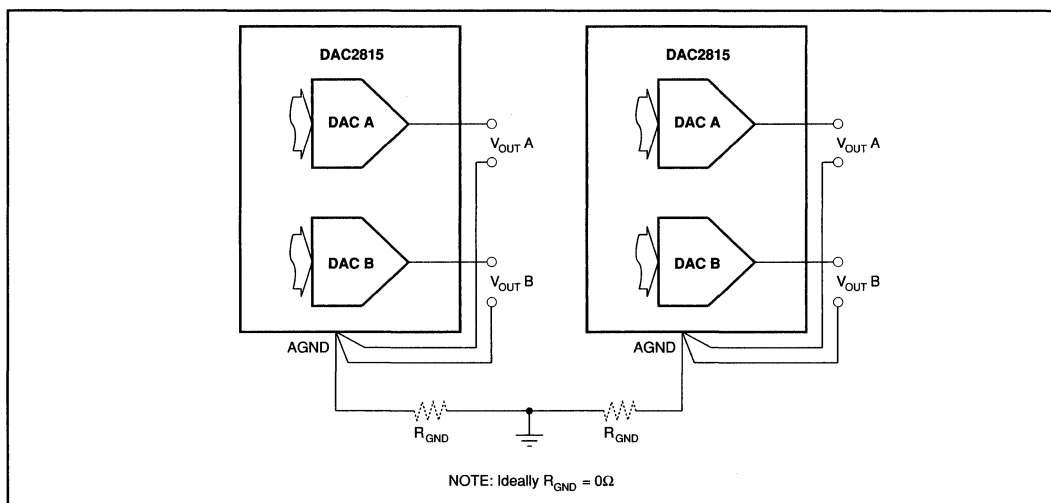 DAC2815
DAC A
V_OUT A
DAC B
V_OUT B
AGND
R_GND
DAC2815
DAC A
V_OUT A
DAC B
V_OUT B
AGND
R_GND
NOTE: Ideally R_GND = 0Ω